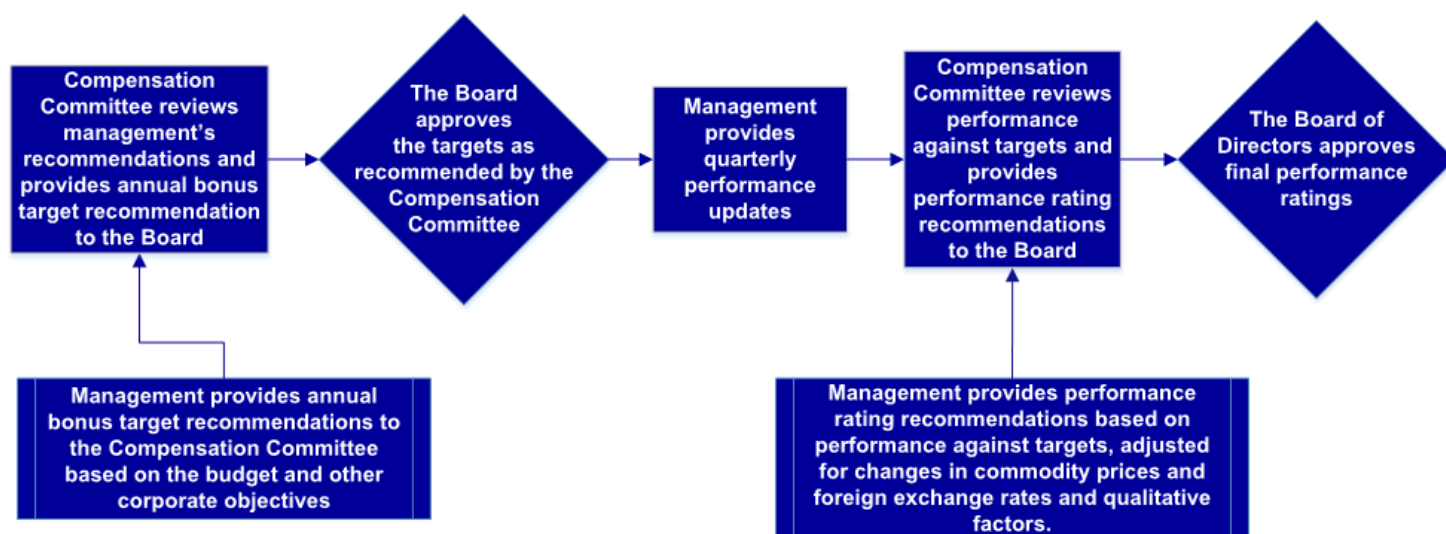 Compensation
Committee reviews
management's
recommendations and
provides annual bonus
target recommendation
to the Board
The Board
approves
the targets as
recommended by the
Compensation
Committee
Management
provides
quarterly
performance
updates
Compensation
Committee reviews
performance
against targets and
provides
performance rating
recommendations
to the Board
The Board of
Directors approves
final performance
ratings
Management provides annual
bonus target recommendations to
the Compensation Committee
based on the budget and other
corporate objectives
Management provides performance
rating recommendations based on
performance against targets, adjusted
for changes in commodity prices and
foreign exchange rates and qualitative
factors.